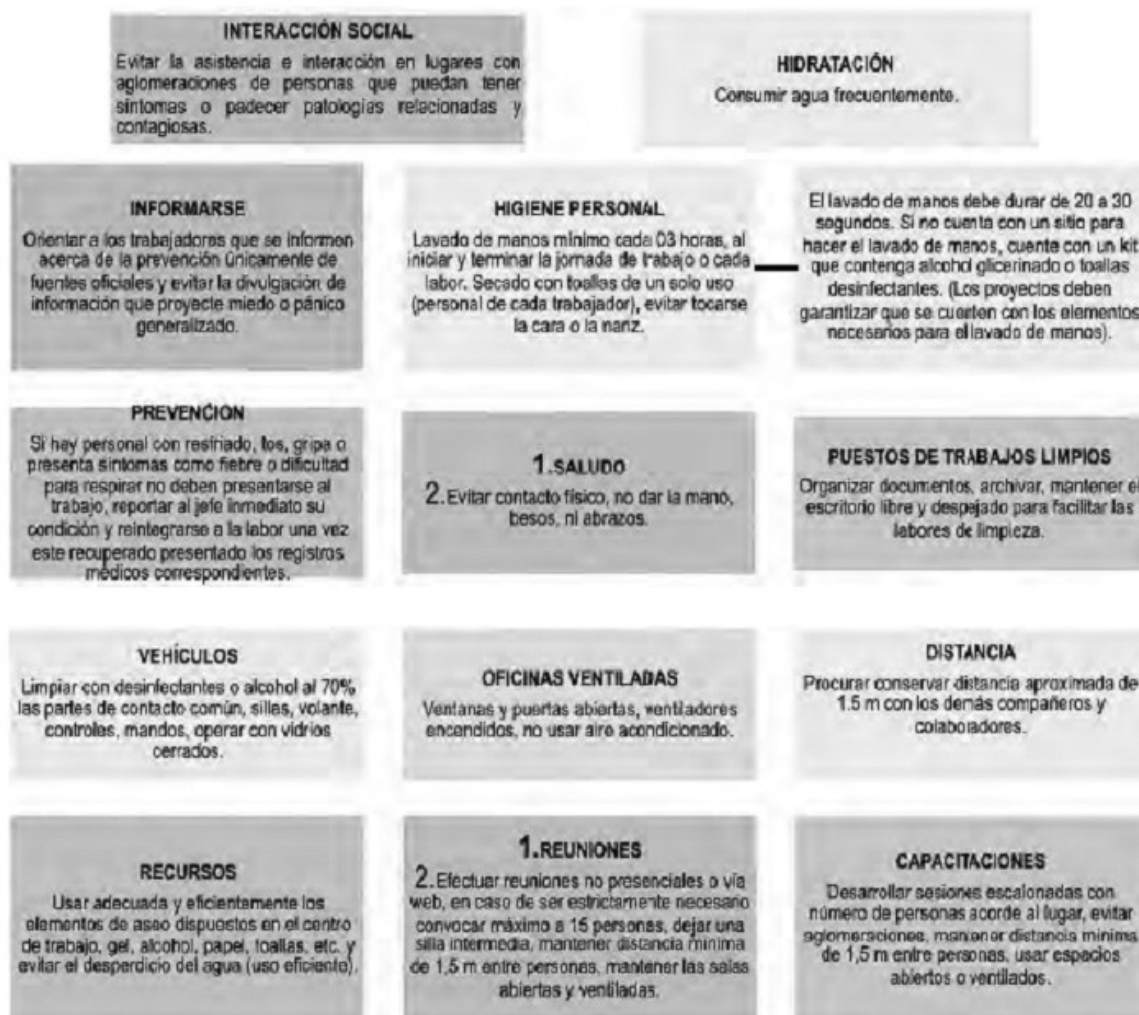 INTERACCIÓN SOCIAL
Evitar la asistencia e interacción en lugares con
aglomeraciones de personas que puedan tener
síntomas o padecer patologías relacionadas y
contagiosas.
HIDRATACIÓN
Consumir agua frecuentemente.
INFORMARSE
Orientar a los trabajadores que se informen
acerca de la prevención únicamente de
fuentes oficiales y evitar la divulgación de
información que proyecte miedo o pánico
generalizado.
HIGIENE PERSONAL
Lavado de manos mínimo cada 03 horas, al
iniciar y terminar la jornada de trabajo o cada
labor. Secado con toallas de un solo uso
(personal de cada trabajador), evitar tocarse
la cara o la nariz.
El lavado de manos debe durar de 20 a 30
segundos. Si no cuenta con un sitio para
hacer el lavado de manos, cuente con un kit
que contenga alcohol glicerinado o toallas
desinfectantes. (Los proyectos deben
garantizar que se cuenten con los elementos
necesarios para el lavado de manos).
PREVENCION
Si hay personal con resfriado, tos, gripa o
presenta síntomas como fiebre o dificultad
para respirar no deben presentarse al
trabajo, reportar al jefe inmediato su
condición y reintegrarse a la labor una vez
este recuperado presentado los registros
médicos correspondientes.
1.SALUDO
2.Evitar contacto físico, no dar la mano,
besos, ni abrazos.
PUESTOS DE TRABAJOS LIMPIOS
Organizar documentos, archivar, mantener el
escritorio libre y despejado para facilitar las
labores de limpieza.
VEHÍCULOS
Limpiar con desinfectantes o alcohol al 70%
las partes de contacto común, sillas, volante,
controles, mandos, operar con vidrios
cerrados.
OFICINAS VENTILADAS
Ventanas y puertas abiertas, ventiladores
encendidos, no usar aire acondicionado.
DISTANCIA
Procurar conservar distancia aproximada de
1.5 m con los demás compañeros y
colaboradores.
RECURSOS
Usar adecuada y eficientemente los
elementos de aseo dispuestos en el centro
de trabajo, gel, alcohol, papel, toallas, etc. y
evitar el desperdicio del agua (uso eficiente).
1.REUNIONES
2.Efectuar reuniones no presenciales o vía
web, en caso de ser estrictamente necesario
convocar máximo a 15 personas, dejar una
silla intermedia, mantener distancia mínima
de 1,5 m entre personas, mantener las salas
abiertas y ventiladas.
CAPACITACIONES
Desarrollar sesiones escalonadas con
número de personas acorde al lugar, evitar
aglomeraciones, mantener distancia mínima
de 1,5 m entre personas, usar espacios
abiertos o ventilados.